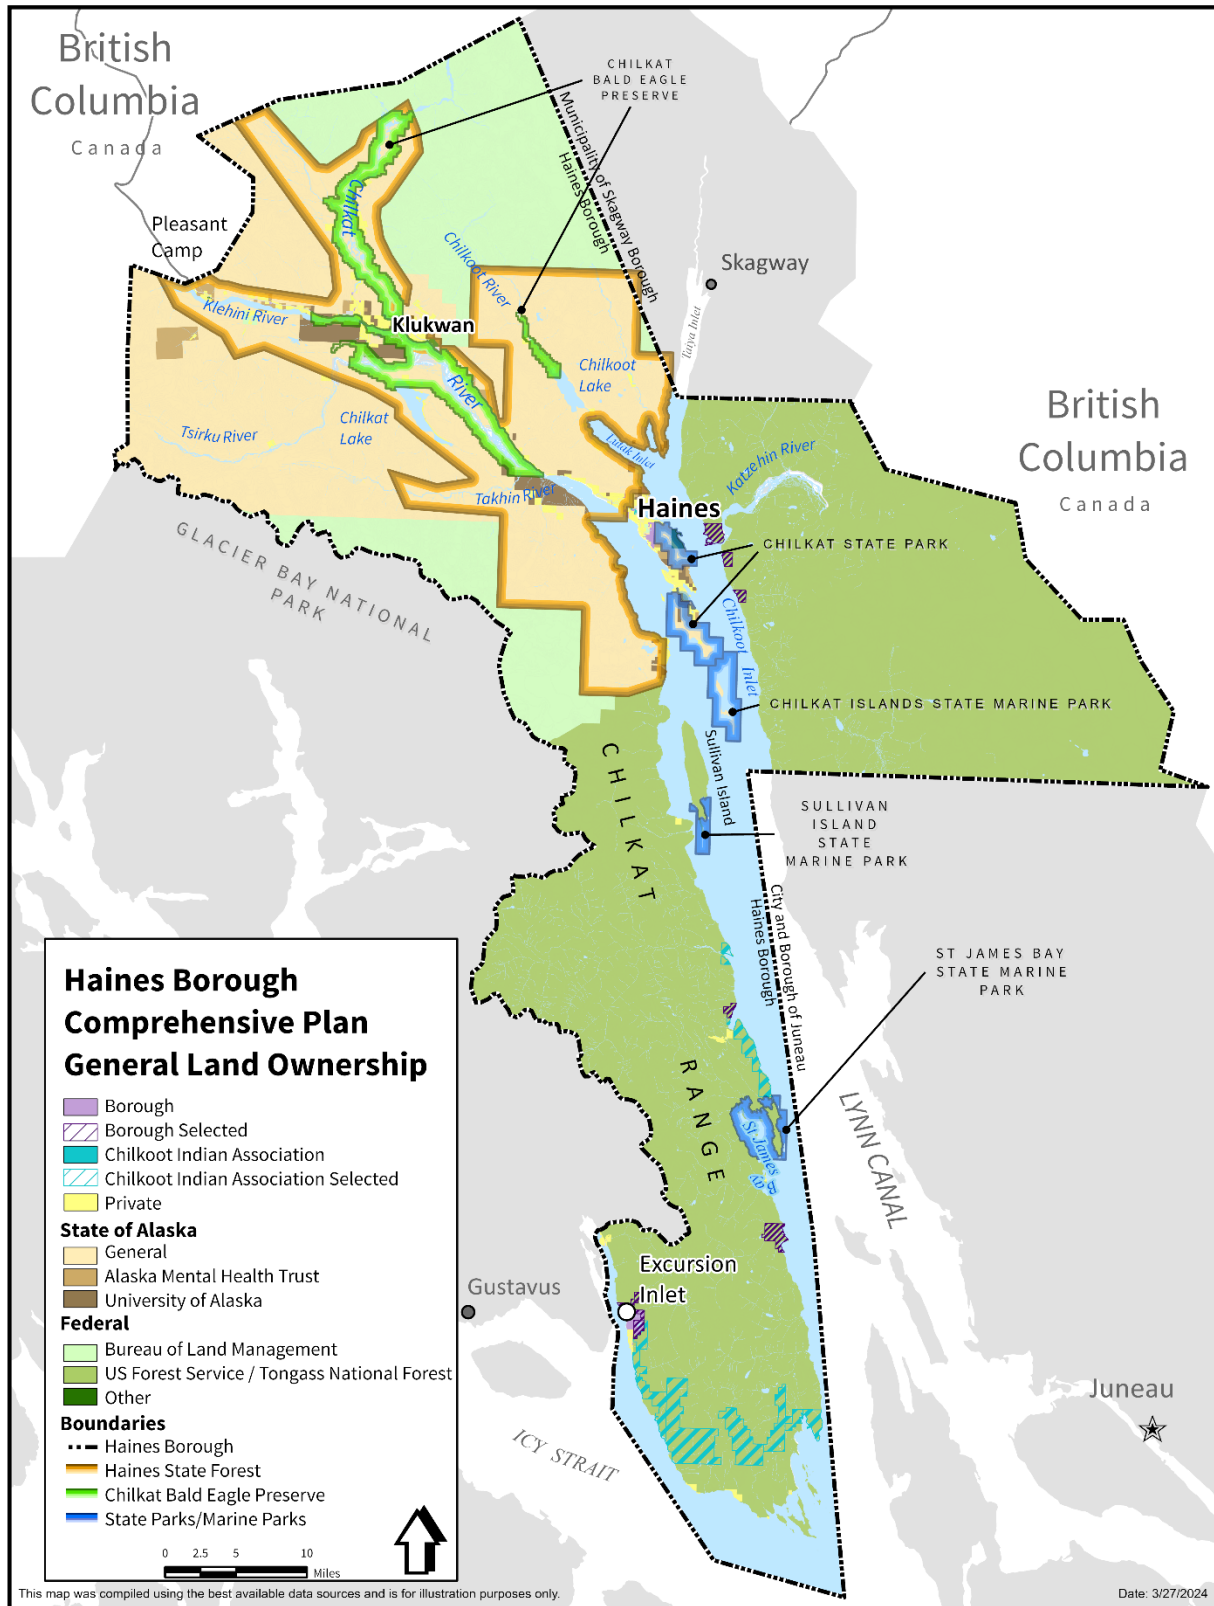 British
Columbia
Canada
CHILKAT
BALD EAGLE
PRESERVE
Municipality of Skagway Borough
Haines Borough
Pleasant
Camp
Chilkat
Chilkoot River
Skagway
Taiya Inlet
Klehini River
Klukwan
River
Chilkoot
Lake
Chilkat
Lake
Tsirku River
Lutak Inlet
Katzehin River
British
Columbia
Canada
Takhin River
Haines
CHILKAT STATE PARK
GLACIER BAY NATIONAL
PARK
Chilkoot Inlet
CHILKAT ISLANDS STATE MARINE PARK
Sullivan Island
CHILKAT
SULLIVAN
ISLAND
STATE
MARINE PARK
City and Borough of Juneau
Haines Borough
ST JAMES BAY
STATE MARINE
PARK
RANGE
St James
Bay
LYNN CANAL
Excursion
Inlet
Gustavus
Juneau
ICY STRAIT
Haines Borough
Comprehensive Plan
General Land Ownership
Borough
Borough Selected
Chilkoot Indian Association
Chilkoot Indian Association Selected
Private
State of Alaska
General
Alaska Mental Health Trust
University of Alaska
Federal
Bureau of Land Management
US Forest Service / Tongass National Forest
Other
Boundaries
Haines Borough
Haines State Forest
Chilkat Bald Eagle Preserve
State Parks/Marine Parks
0 2.5 5 10
Miles
This map was compiled using the best available data sources and is for illustration purposes only.
Date: 3/27/2024